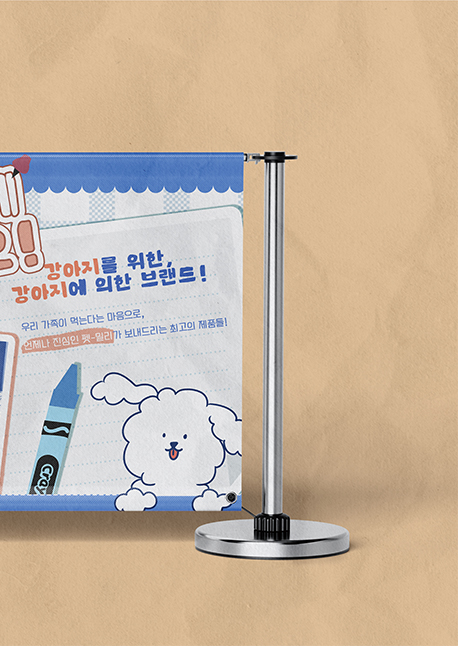 강아지를 위한,
강아지에 의한 브랜드!
우리 가족이 먹는다는 마음으로,
언제나 진심인 펫-밀리가 보내드리는 최고의 제품들!